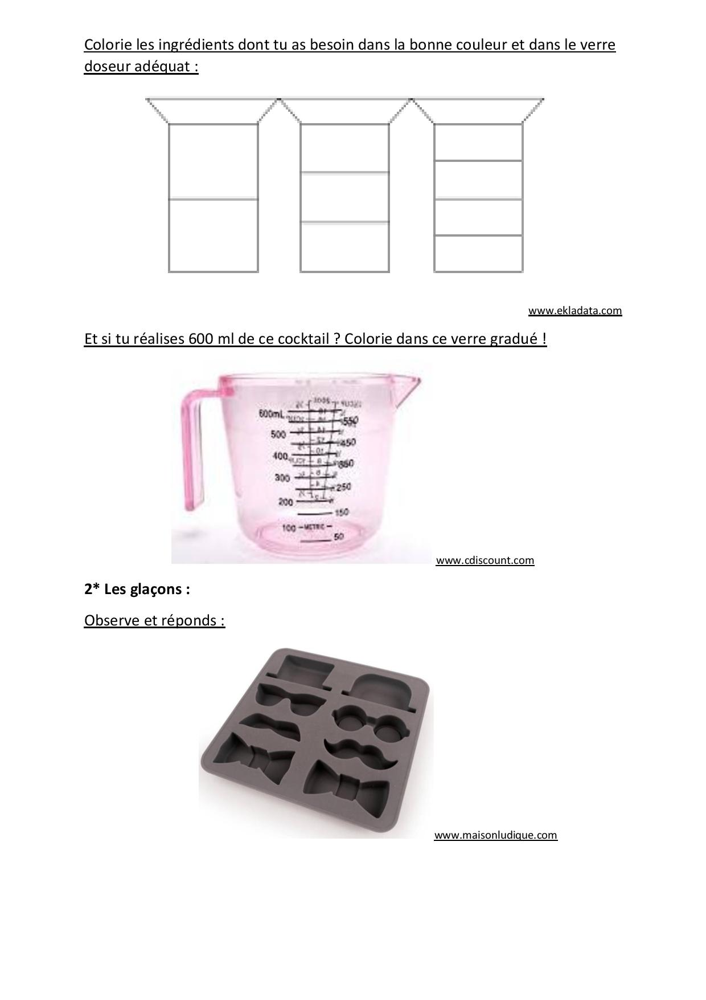 Colorie les ingrédients dont tu as besoin dans la bonne couleur et dans le verre
doseur adéquat :
www.ekladata.com
Et si tu réalises 600 ml de ce cocktail ? Colorie dans ce verre gradué !
600mL
550
500
450
400
350
300
250
200
150
100 METRIC
50
www.cdiscount.com
2* Les glaçons :
Observe et réponds :
www.maisonludique.com